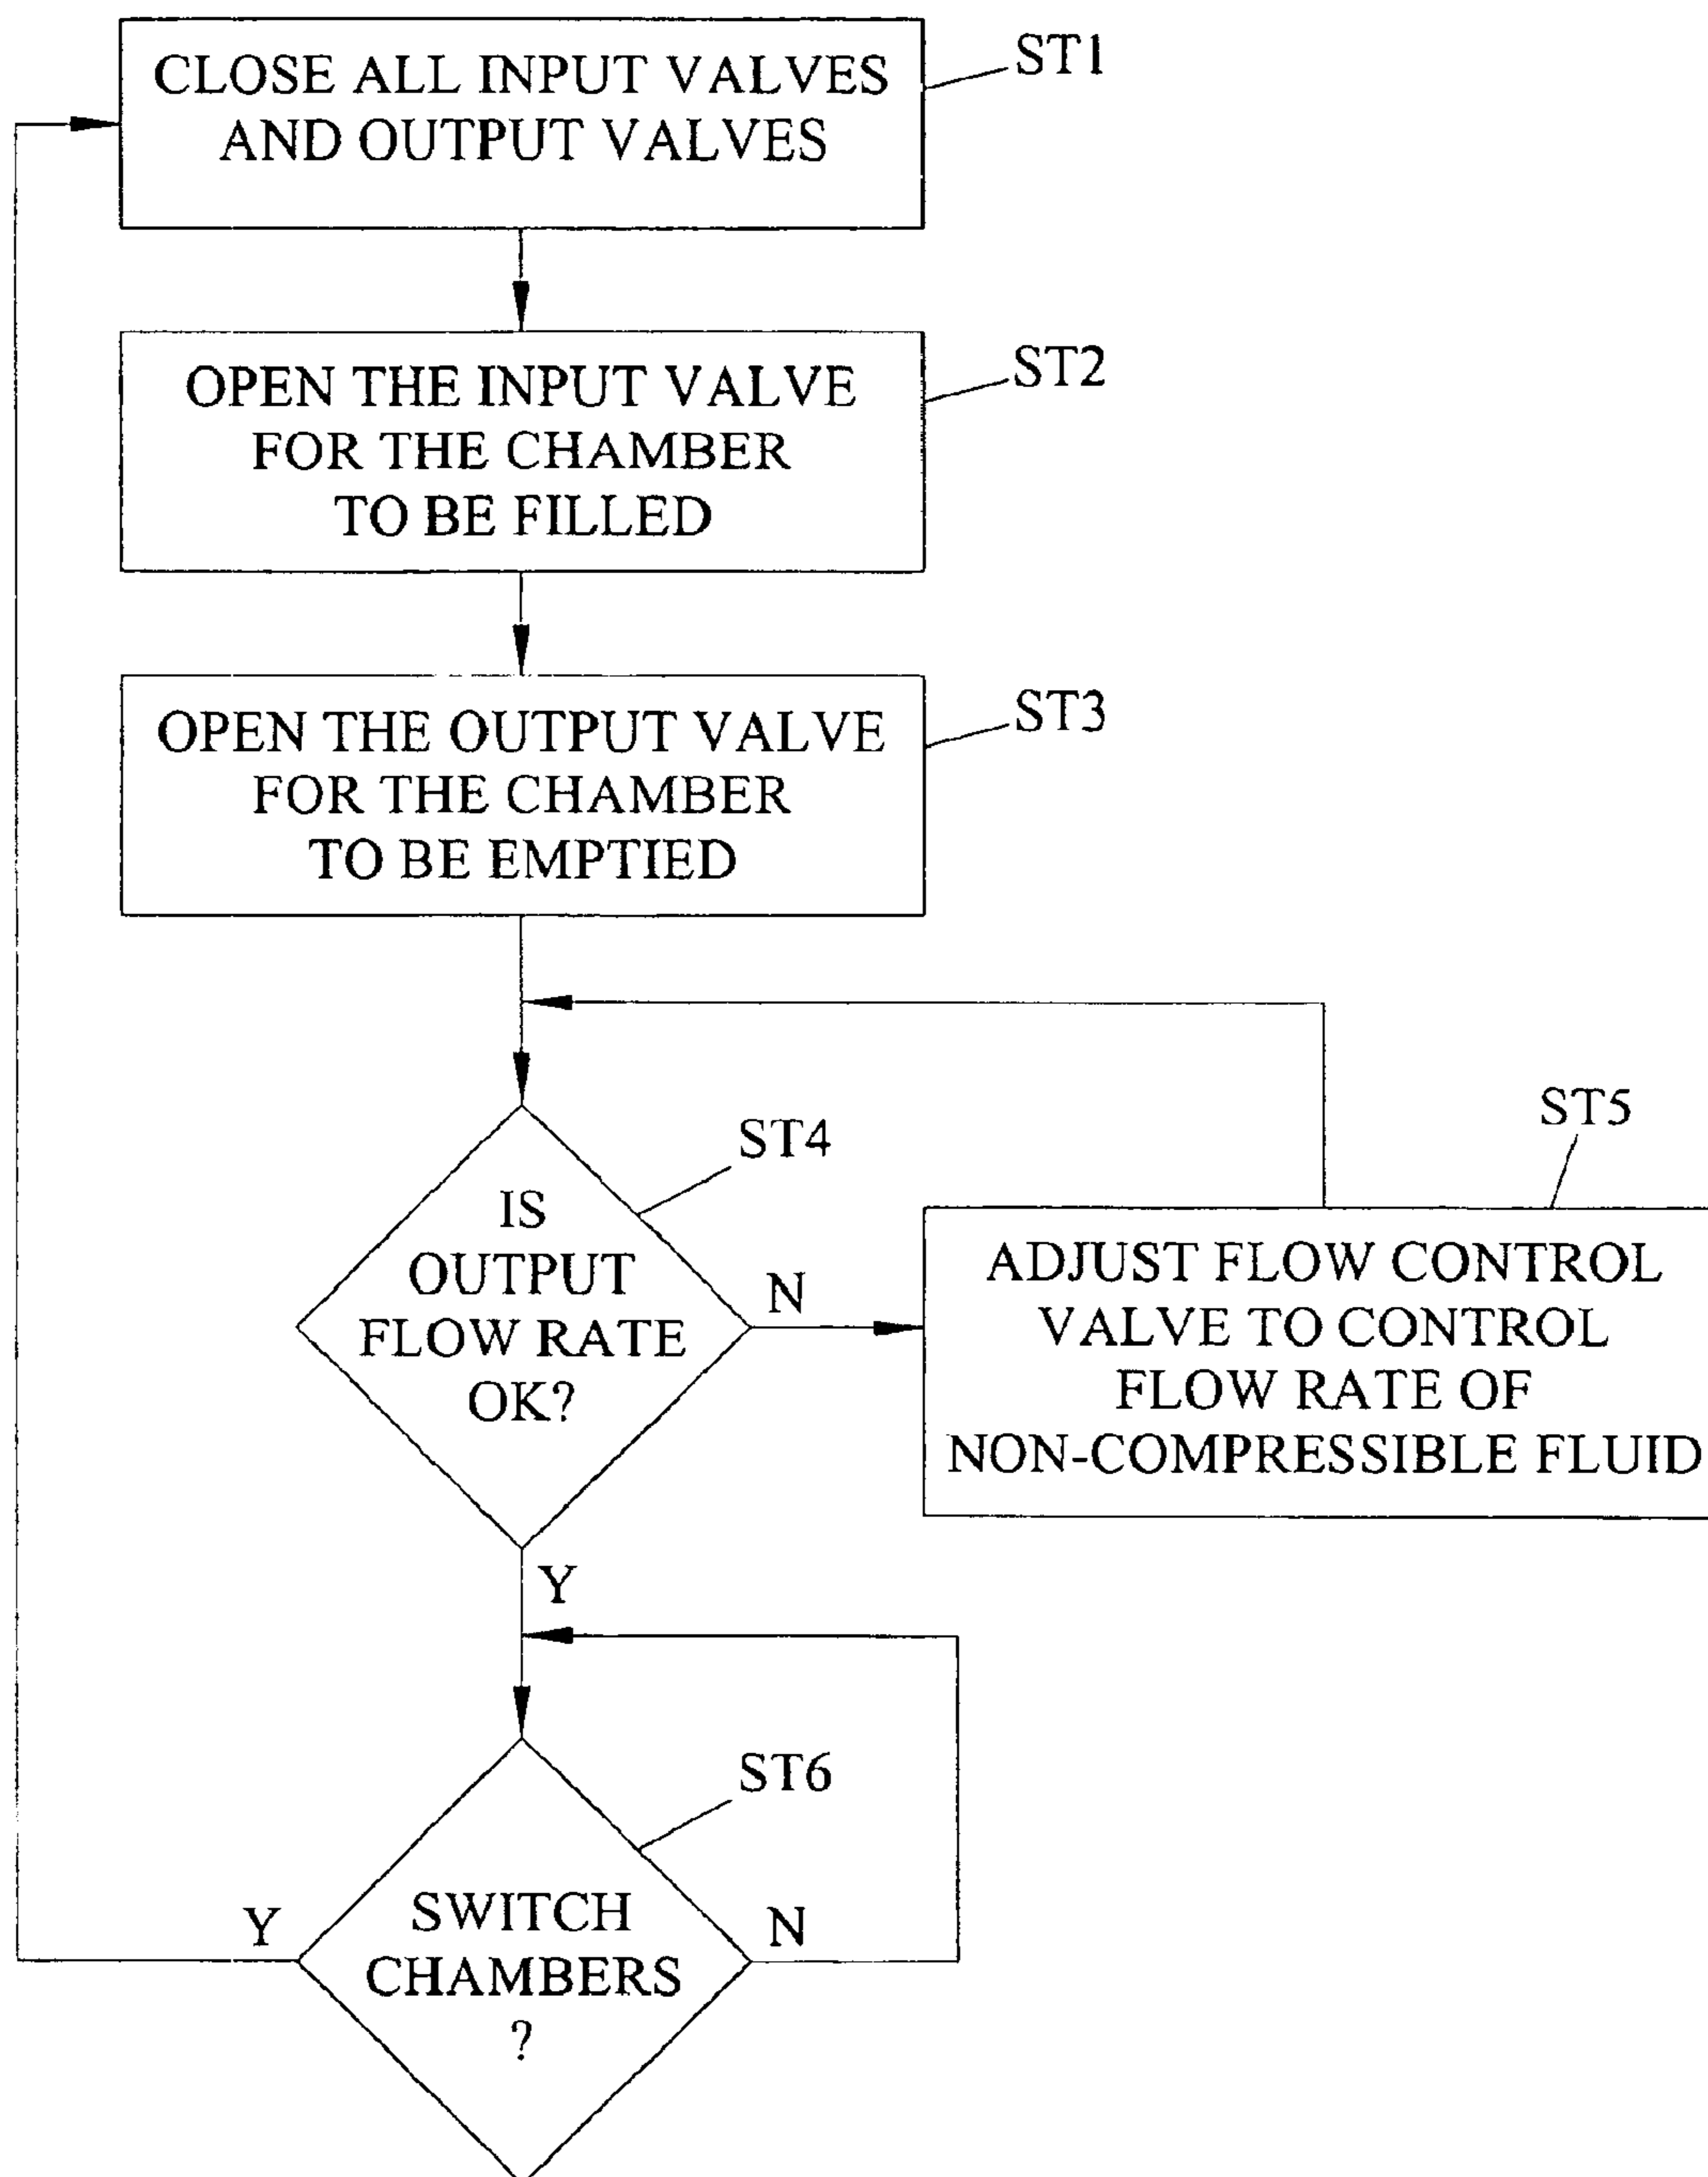 CLOSE ALL INPUT VALVES
AND OUTPUT VALVES
ST1
OPEN THE INPUT VALVE
FOR THE CHAMBER
TO BE FILLED
ST2
OPEN THE OUTPUT VALVE
FOR THE CHAMBER
TO BE EMPTIED
ST3
IS
OUTPUT
FLOW RATE
OK?
ST4
N
Y
ADJUST FLOW CONTROL
VALVE TO CONTROL
FLOW RATE OF
NON-COMPRESSIBLE FLUID
ST5
SWITCH
CHAMBERS
?
ST6
Y
N